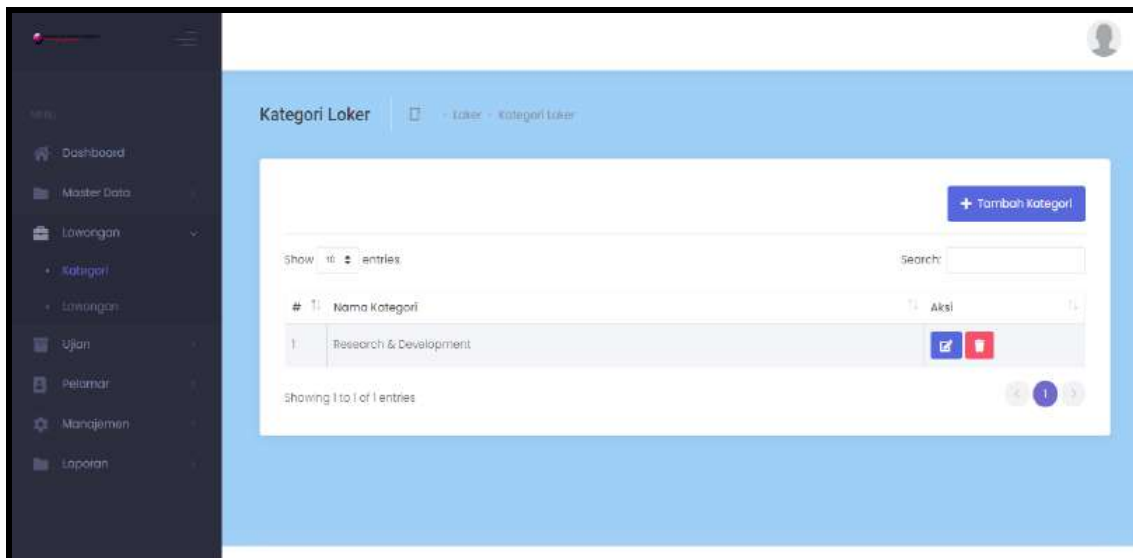 MENU
Dashboard
Master Data
Lowongan
Kategori
Lowongan
Ujian
Pelamar
Manajemen
Laporan
Kategori Loker
- Loker - Kategori Loker
+ Tambah Kategori
Show 10 entries
Search:
# Nama Kategori Aksi
1 Research & Development
Showing 1 to 1 of 1 entries
1